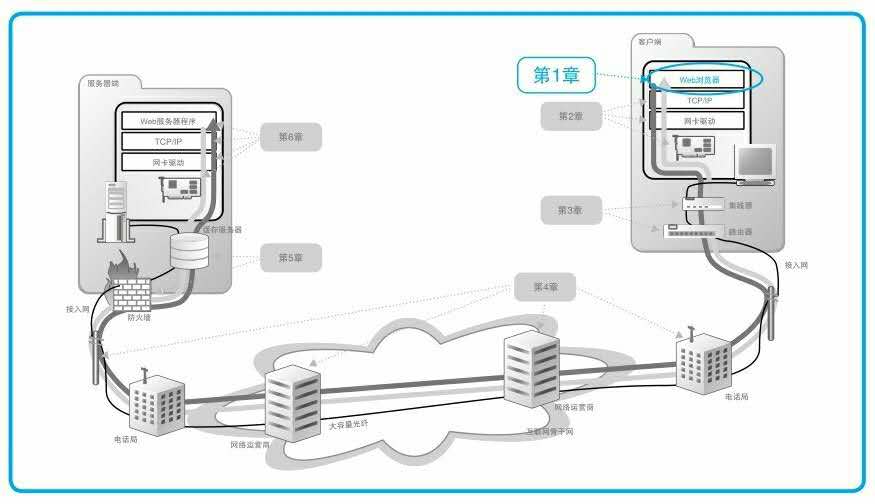 客户端
第1章
Web浏览器
TCP/IP
网卡驱动
第2章
第3章
集线器
路由器
接入网
服务器端
Web服务器程序
TCP/IP
网卡驱动
第6章
缓存服务器
第5章
防火墙
接入网
第4章
电话局
网络运营商
大容量光纤
网络运营商
互联网骨干网
电话局